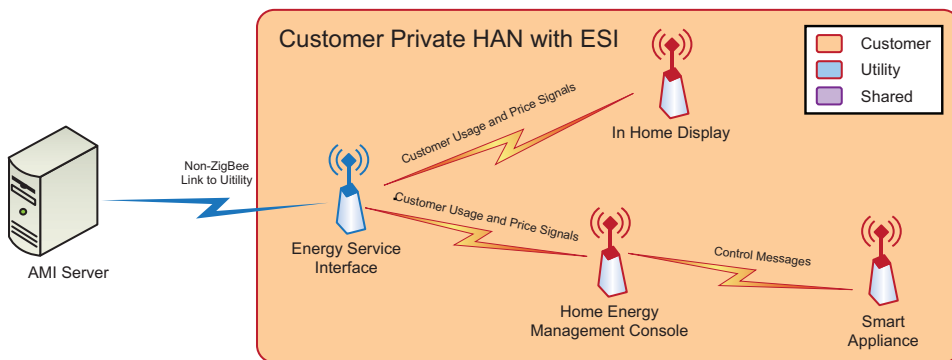 Customer Private HAN with ESI
Customer
Utility
Shared
Customer Usage and Price Signals
In Home Display
Non-ZigBee
Link to Uitility
Customer Usage and Price Signals
Energy Service
Interface
AMI Server
Control Messages
Home Energy
Management Console
Smart
Appliance